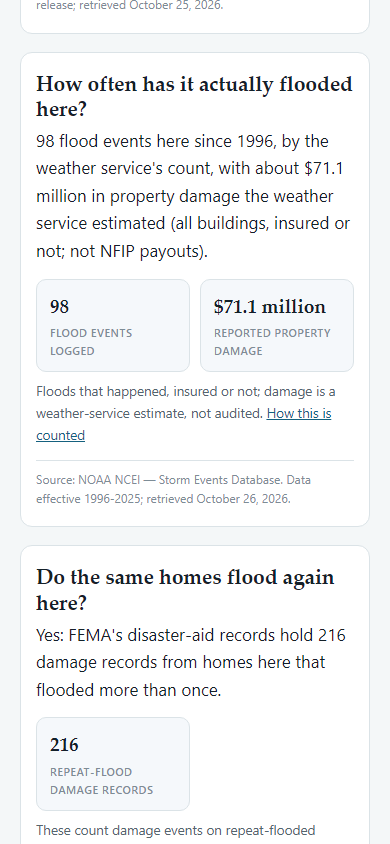 release; retrieved October 25, 2026.
How often has it actually flooded
here?
98 flood events here since 1996, by the
weather service's count, with about $71.1
million in property damage the weather
service estimated (all buildings, insured or
not; not NFIP payouts).
98
FLOOD EVENTS
LOGGED
$71.1 million
REPORTED PROPERTY
DAMAGE
Floods that happened, insured or not; damage is a
weather-service estimate, not audited. How this is
counted
Source: NOAA NCEI — Storm Events Database. Data
effective 1996-2025; retrieved October 26, 2026.
Do the same homes flood again
here?
Yes: FEMA's disaster-aid records hold 216
damage records from homes here that
flooded more than once.
216
REPEAT-FLOOD
DAMAGE RECORDS
These count damage events on repeat-flooded